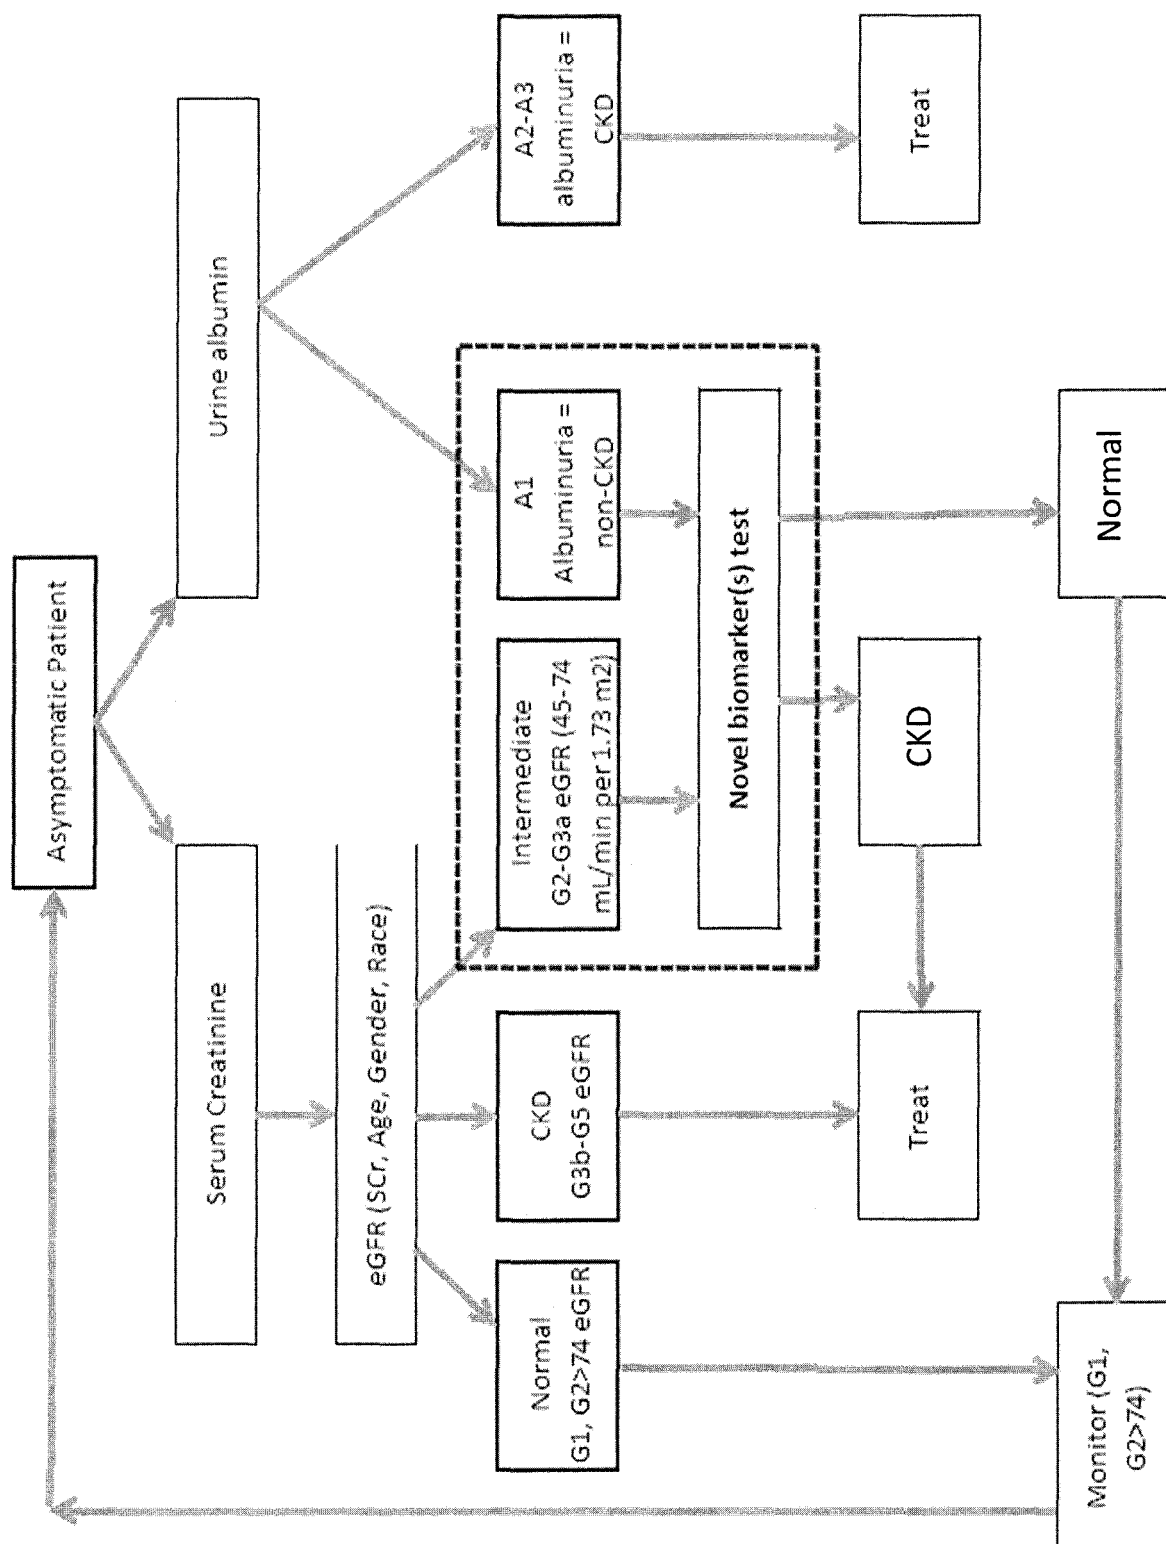 Asymptomatic Patient
Serum Creatinine
Urine albumin
eGFR (SCr, Age, Gender, Race)
Normal
G1, G2>74 eGFR
CKD
G3b-G5 eGFR
Intermediate
G2-G3a eGFR (45-74
mL/min per 1.73 m2)
A1
Albuminuria =
non-CKD
A2-A3
albuminuria =
CKD
Novel biomarker(s) test
Treat
CKD
Treat
Monitor (G1,
G2>74)
Normal